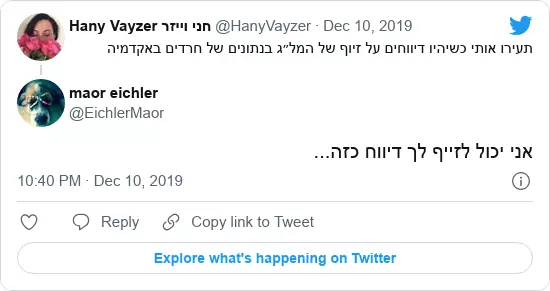 Hany Vayzer חני וייזר @HanyVayzer · Dec 10, 2019
תעירו אותי כשיהיו דיווחים על זיוף של המל״ג בנתונים של חרדים באקדמיה
maor eichler
@EichlerMaor
אני יכול לזייף לך דיווח כזה...
10:40 PM · Dec 10, 2019
Reply
Copy link to Tweet
Explore what's happening on Twitter